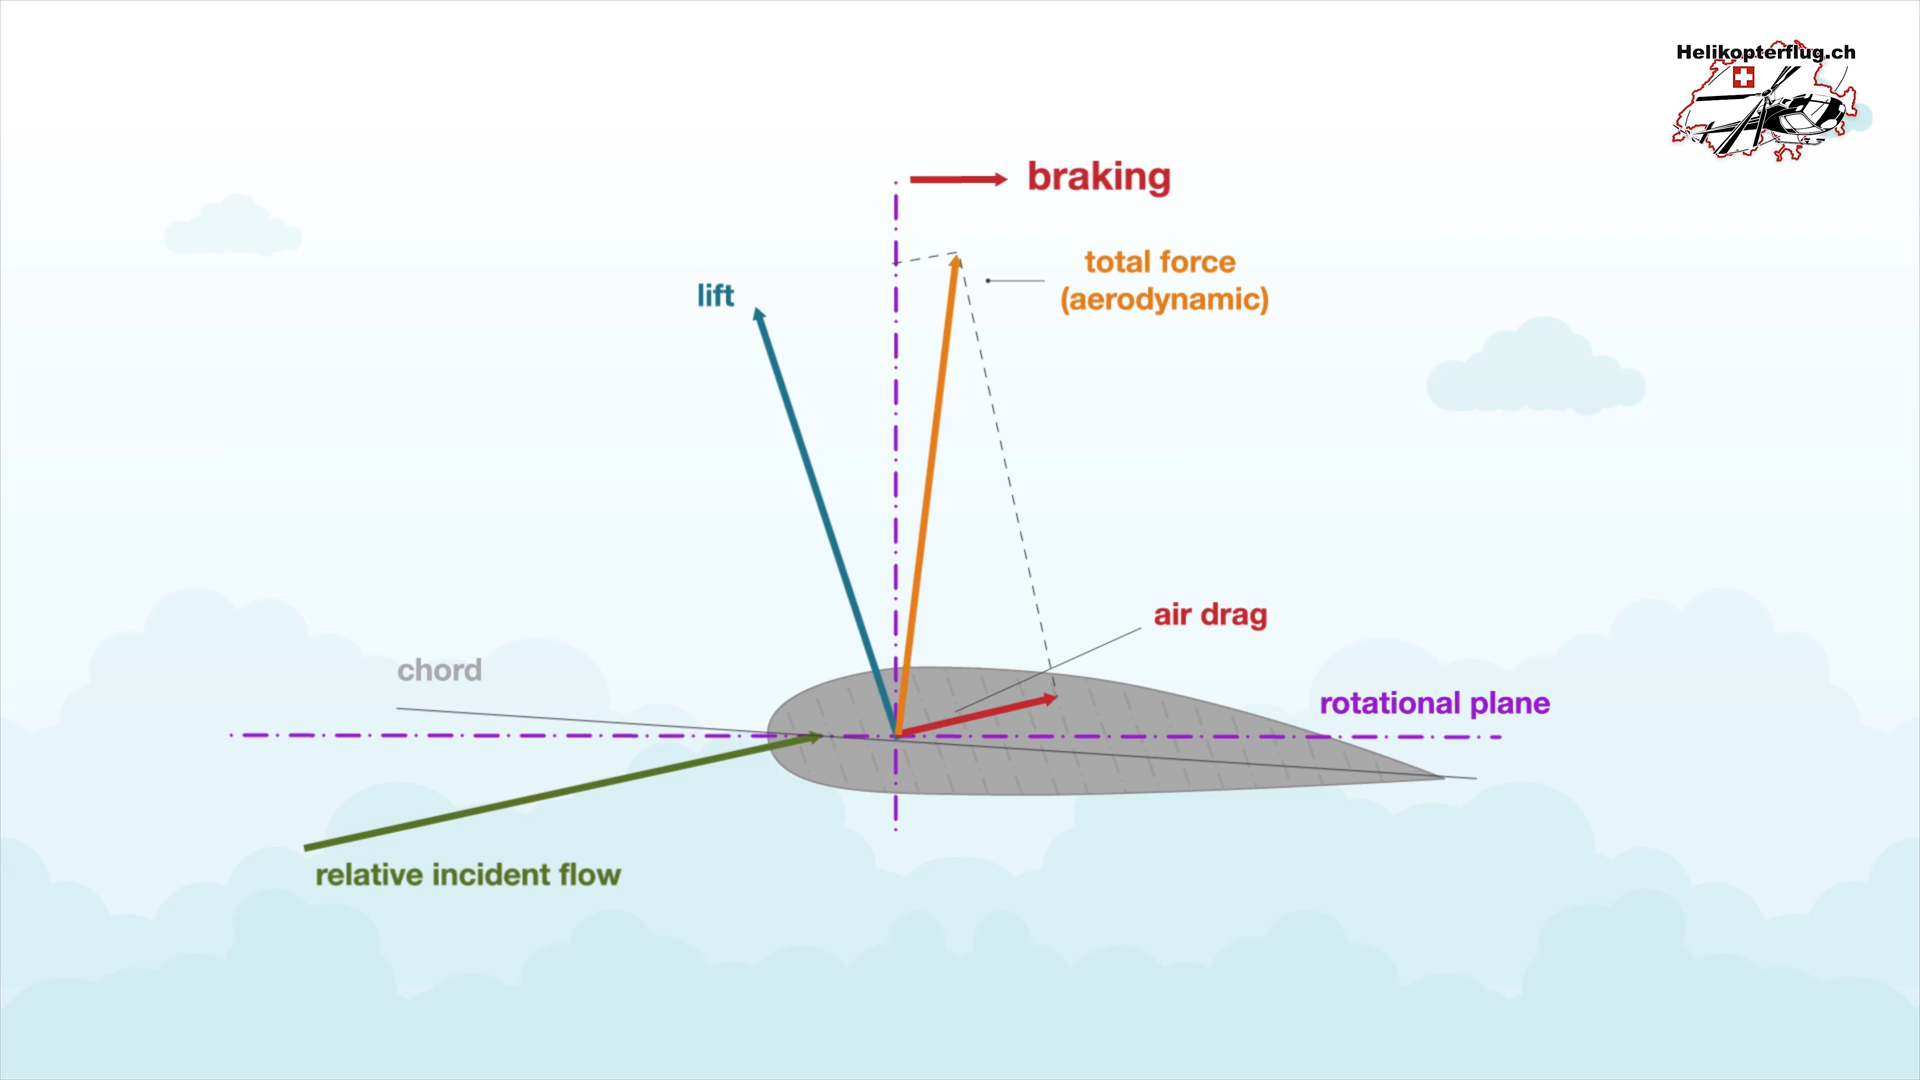 Helikopterflug.ch
braking
total force
(aerodynamic)
lift
air drag
chord
rotational plane
relative incident flow